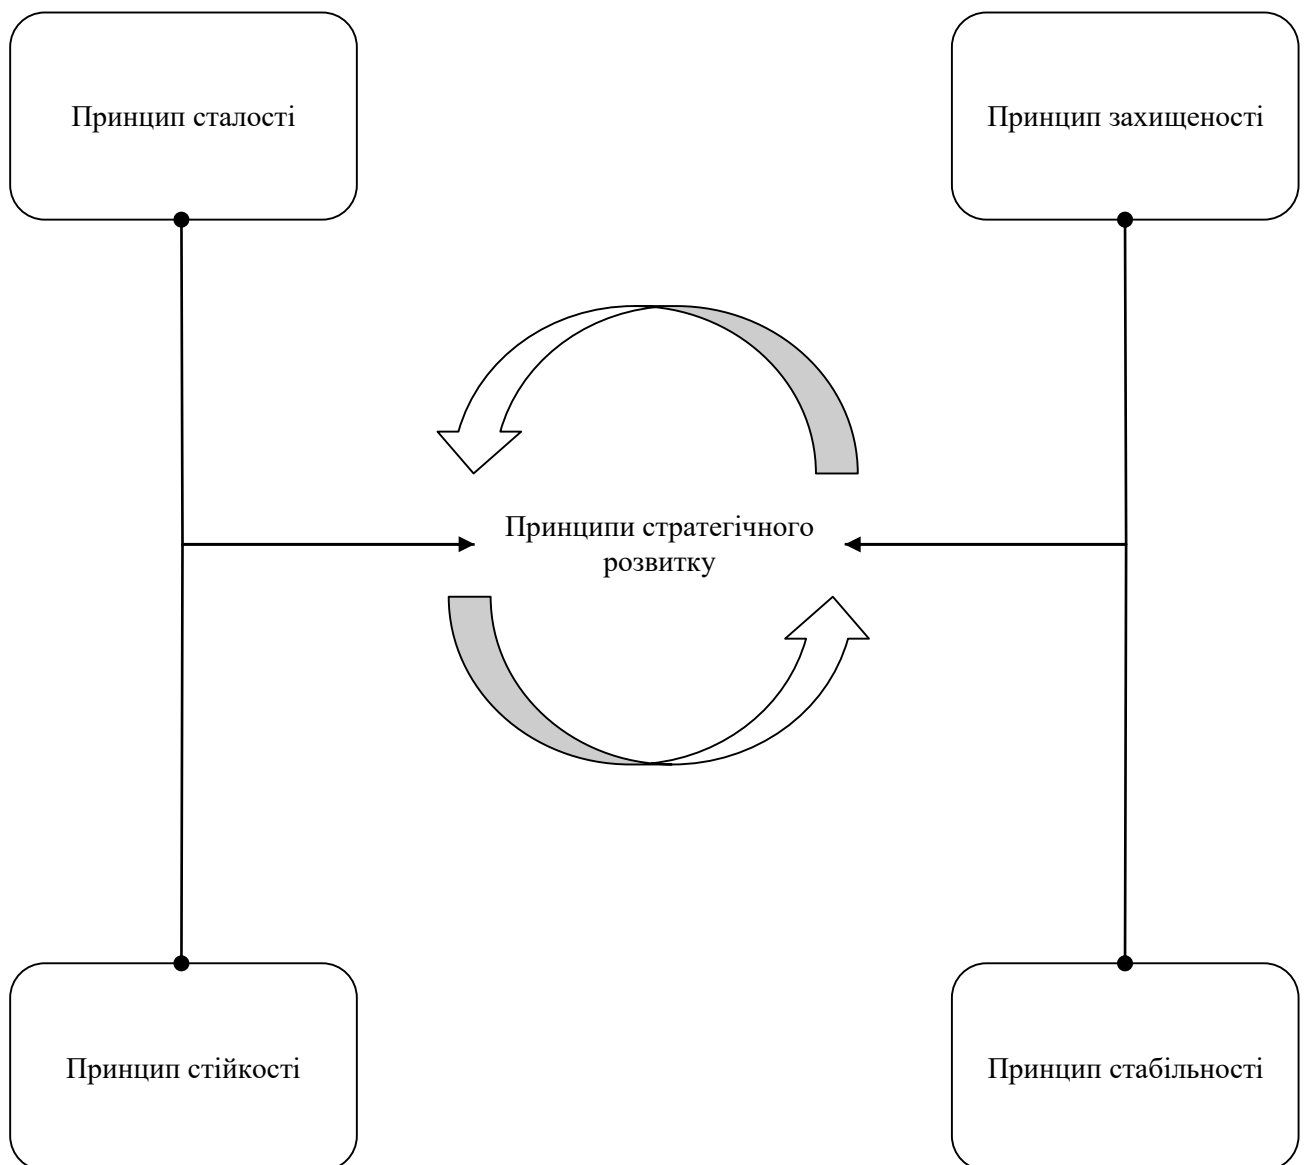 Принцип сталості
Принцип захищеності
Принципи стратегічного
розвитку
Принцип стійкості
Принцип стабільності